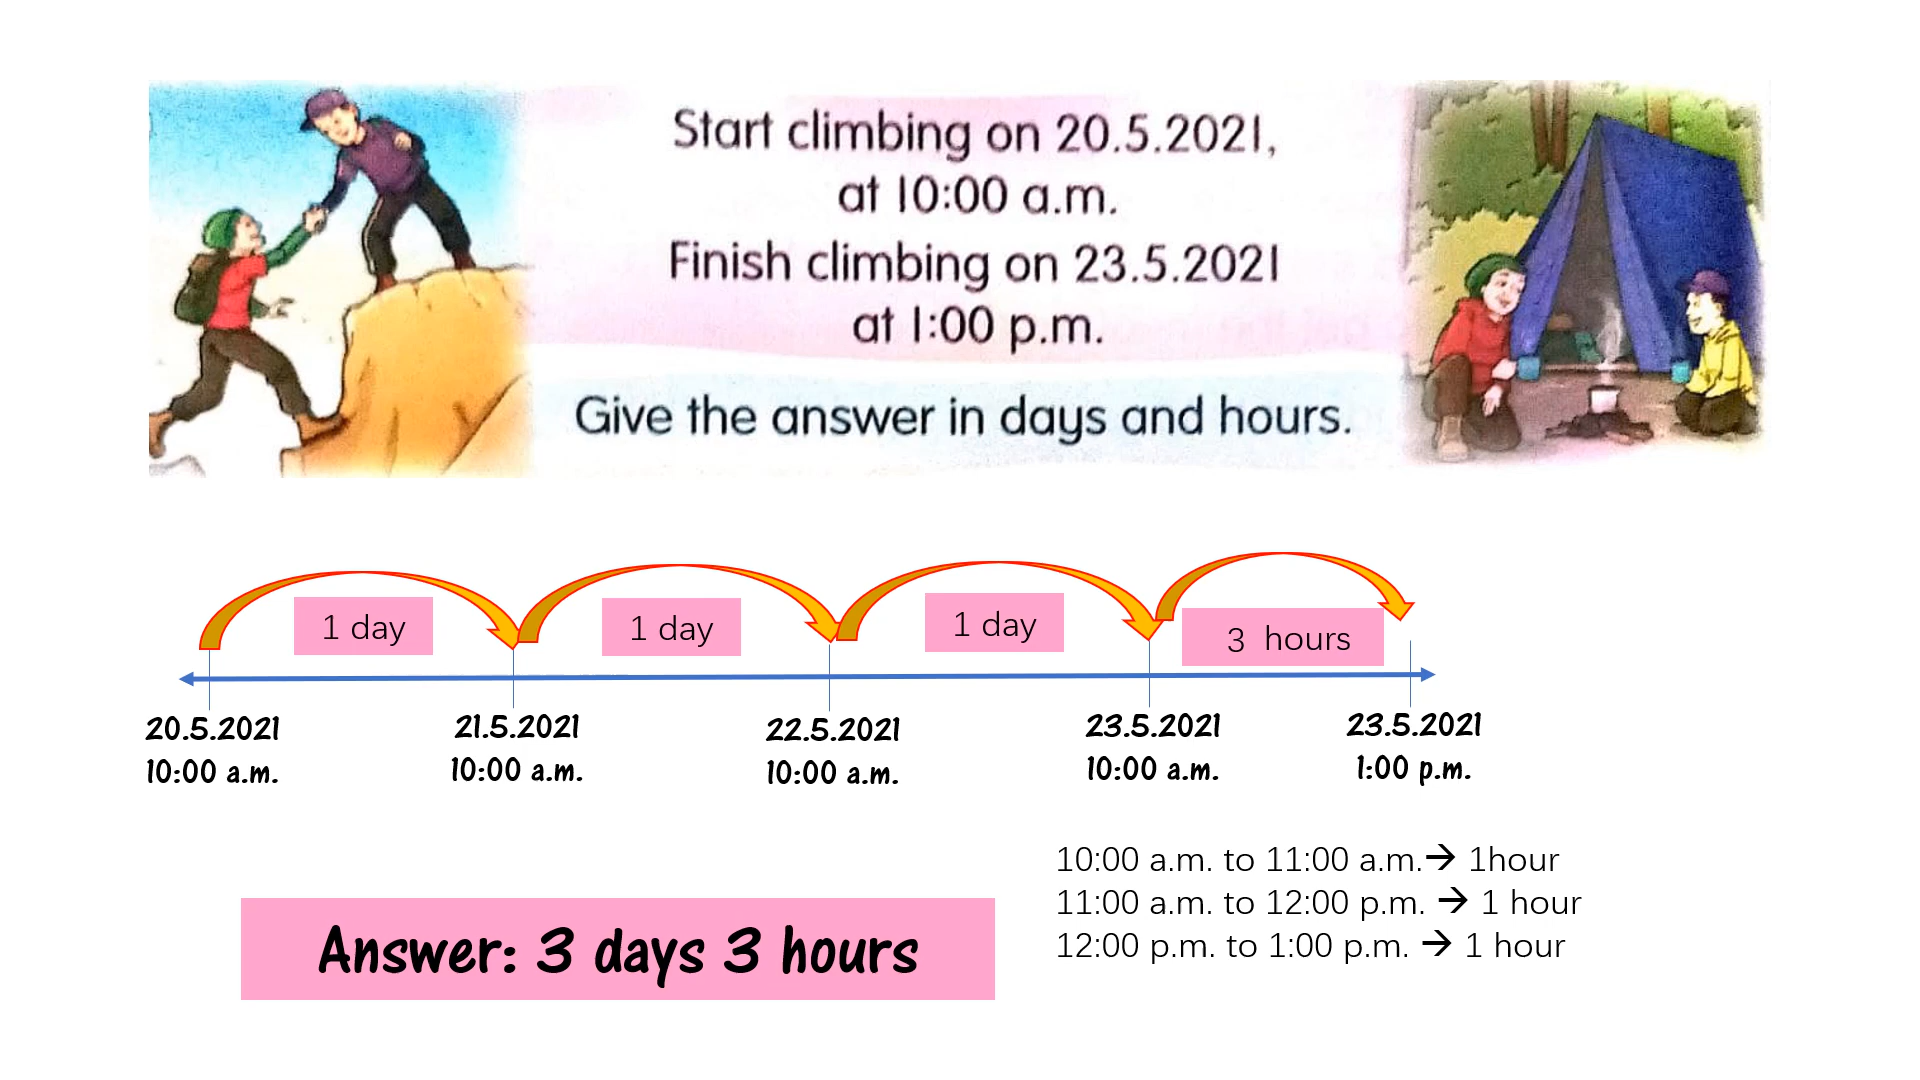 Start climbing on 20.5.2021,
at 10:00 a.m.
Finish climbing on 23.5.2021
at 1:00 p.m.
Give the answer in days and hours.
1 day
1 day
1 day
3 hours
20.5.2021
10:00 a.m.
21.5.2021
10:00 a.m.
22.5.2021
10:00 a.m.
23.5.2021
10:00 a.m.
23.5.2021
1:00 p.m.
10:00 a.m. to 11:00 a.m.→ 1hour
11:00 a.m. to 12:00 p.m. → 1 hour
12:00 p.m. to 1:00 p.m. → 1 hour
Answer: 3 days 3 hours